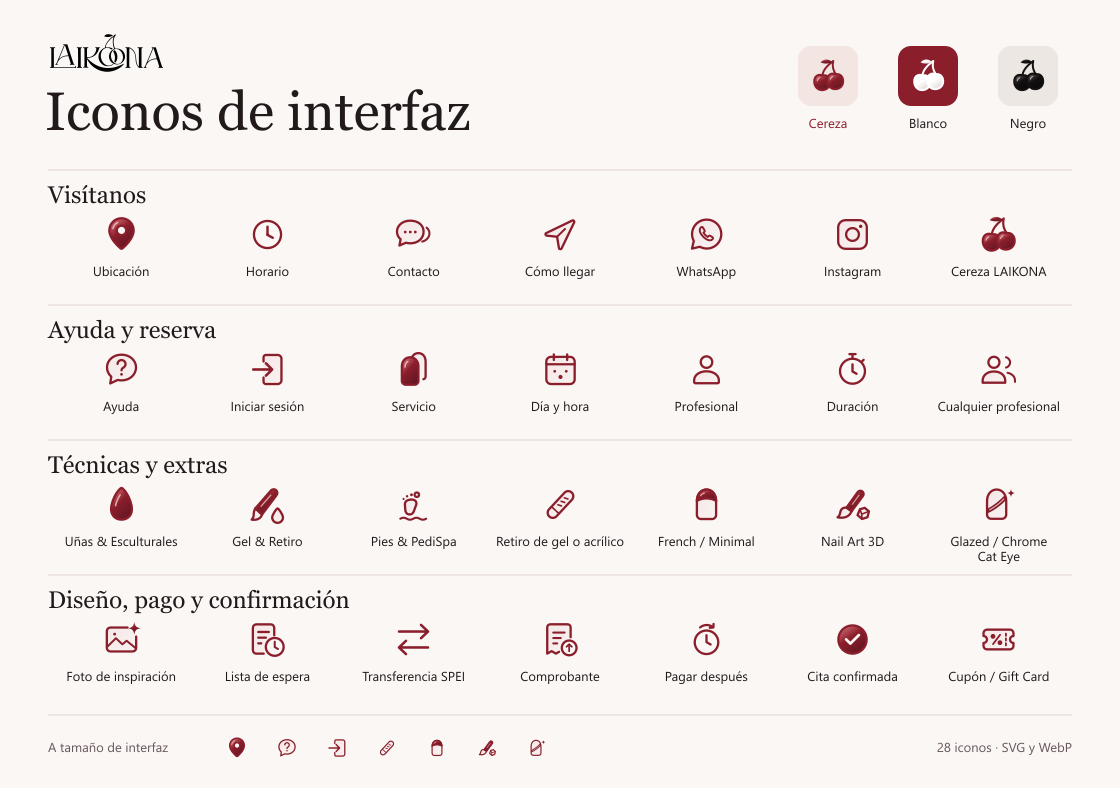 LAIKONA
Iconos de interfaz
Cereza
Blanco
Negro
Visítanos
Ubicación
Horario
Contacto
Cómo llegar
WhatsApp
Instagram
Cereza LAIKONA
Ayuda y reserva
Ayuda
Iniciar sesión
Servicio
Día y hora
Profesional
Duración
Cualquier profesional
Técnicas y extras
Uñas & Esculturales
Gel & Retiro
Pies & PediSpa
Retiro de gel o acrílico
French / Minimal
Nail Art 3D
Glazed / Chrome
Cat Eye
Diseño, pago y confirmación
Foto de inspiración
Lista de espera
Transferencia SPEI
Comprobante
Pagar después
Cita confirmada
Cupón / Gift Card
A tamaño de interfaz
28 iconos · SVG y WebP